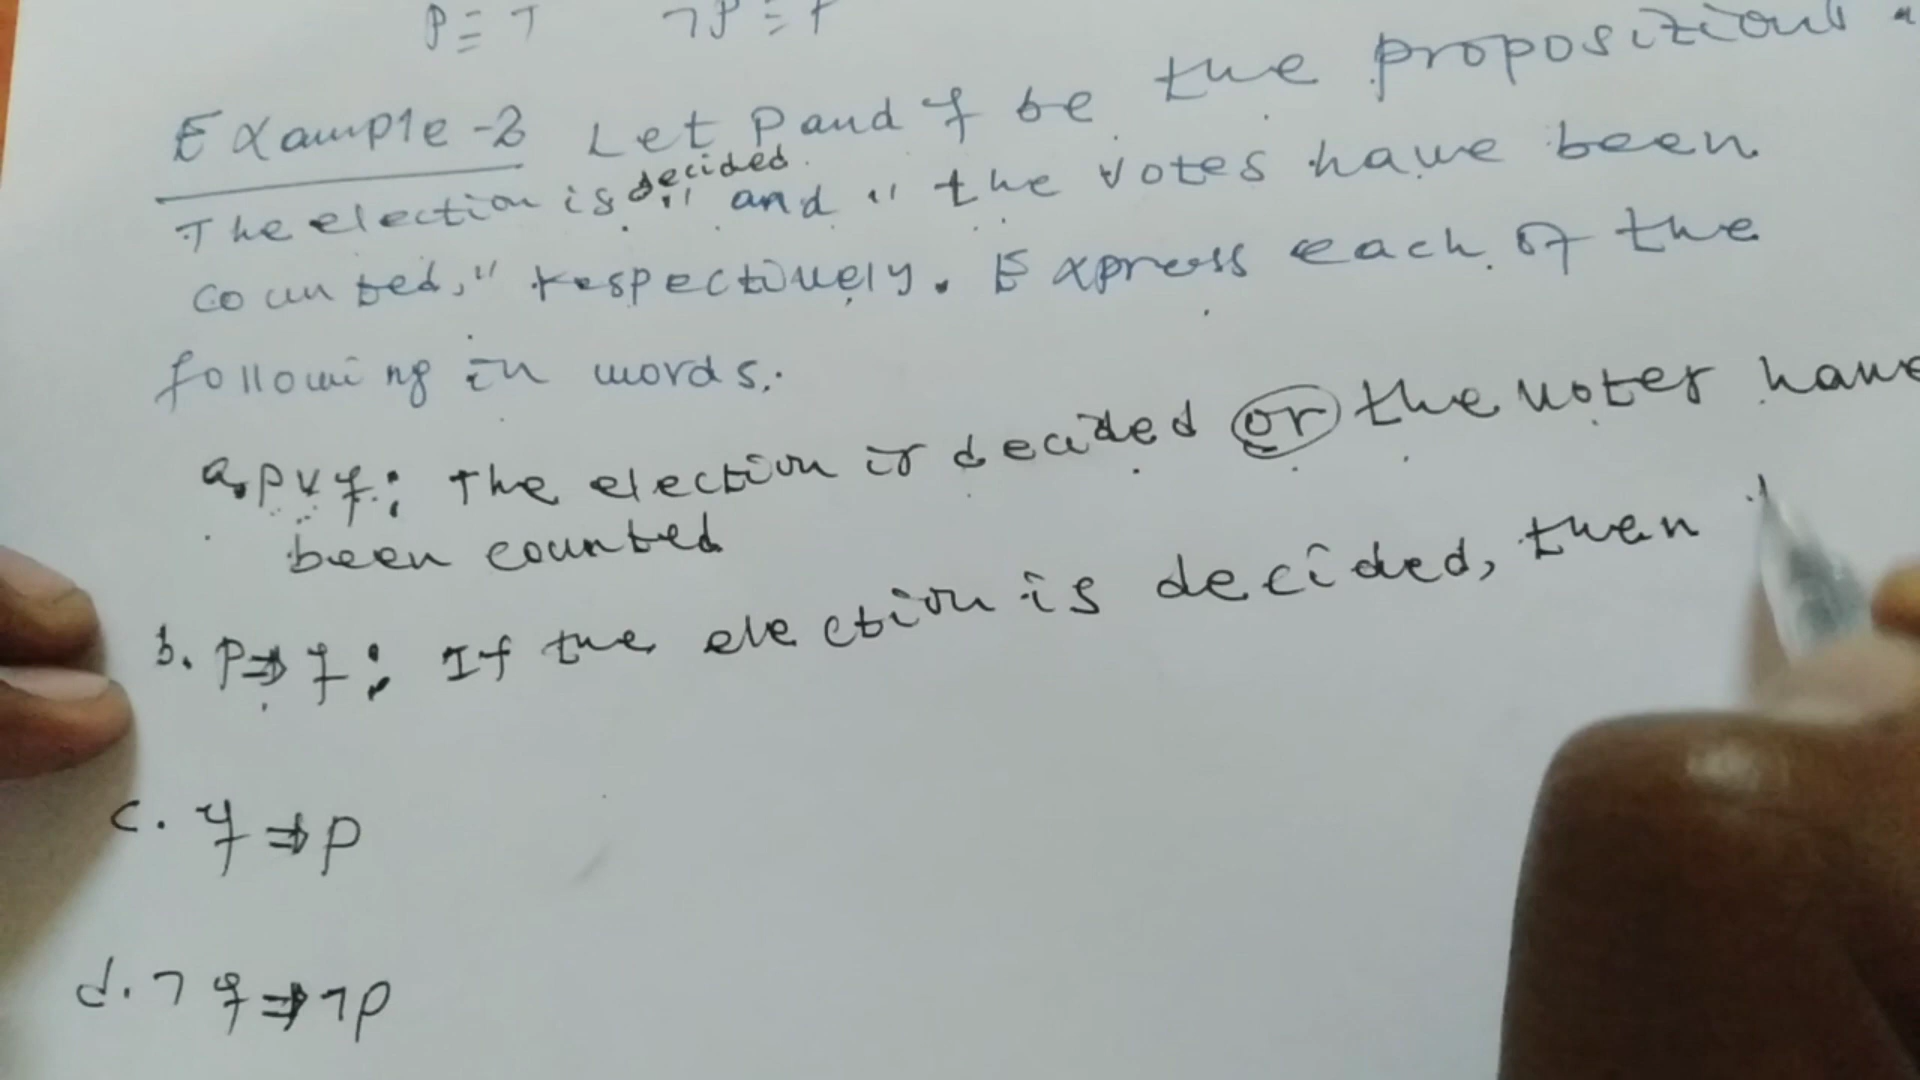 P ≡ T ¬P ≡ F
Example-2 Let P and q be the propositions "
The election is decided" and "the votes have been
counted," respectively. Express each of the
following in words.
a. p ∨ q: The election is decided or the votes have
been counted
b. P⇒q: If the election is decided, then
c. q⇒p
d. ¬q⇒¬p